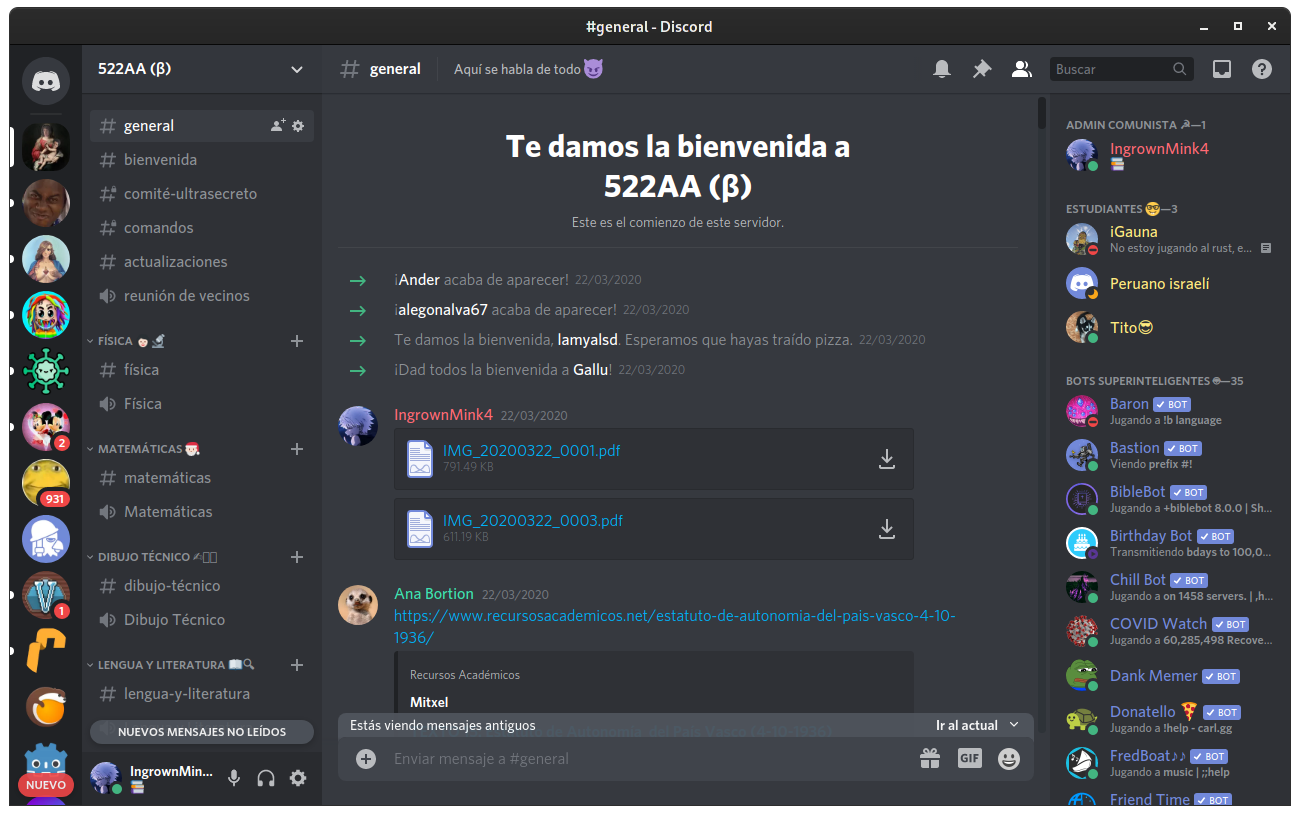 #general - Discord
522AA (β)
general
Aquí se habla de todo 😈
Buscar
general
bienvenida
comité-ultrasecreto
comandos
actualizaciones
reunión de vecinos
FÍSICA
física
Física
MATEMÁTICAS 🎅
matemáticas
Matemáticas
DIBUJO TÉCNICO
dibujo-técnico
Dibujo Técnico
LENGUA Y LITERATURA 📖🔍
lengua-y-literatura
NUEVOS MENSAJES NO LEÍDOS
2
931
1
NUEVO
IngrownMin...
Te damos la bienvenida a
522AA (β)
Este es el comienzo de este servidor.
¡Ander acaba de aparecer! 22/03/2020
¡alegonalva67 acaba de aparecer! 22/03/2020
Te damos la bienvenida, lamyalsd. Esperamos que hayas traído pizza. 22/03/2020
¡Dad todos la bienvenida a Gallu! 22/03/2020
IngrownMink4 22/03/2020
IMG_20200322_0001.pdf
791.49 KB
IMG_20200322_0003.pdf
611.19 KB
Ana Bortion 22/03/2020
https://www.recursosacademicos.net/estatuto-de-autonomia-del-pais-vasco-4-10-
1936/
Recursos Académicos
Mitxel
Estás viendo mensajes antiguos
Ir al actual
Enviar mensaje a #general
GIF
ADMIN COMUNISTA ☭—1
IngrownMink4
ESTUDIANTES 🤓—3
iGauna
No estoy jugando al rust, e...
Peruano israelí
Tito😎
BOTS SUPERINTELIGENTES —35
Baron ✓ BOT
Jugando a !b language
Bastion ✓ BOT
Viendo prefix #!
BibleBot ✓ BOT
Jugando a +biblebot 8.0.0 | Sh...
Birthday Bot ✓ BOT
Transmitiendo bdays to 100,0...
Chill Bot ✓ BOT
Jugando a on 1458 servers. | ,h...
COVID Watch ✓ BOT
Jugando a 60,285,498 Recove...
Dank Memer ✓ BOT
Donatello 🍕 ✓ BOT
Jugando a !help - carl.gg
FredBoat♪♪ ✓ BOT
Jugando a music | ;;help
Friend Time ✓ BOT